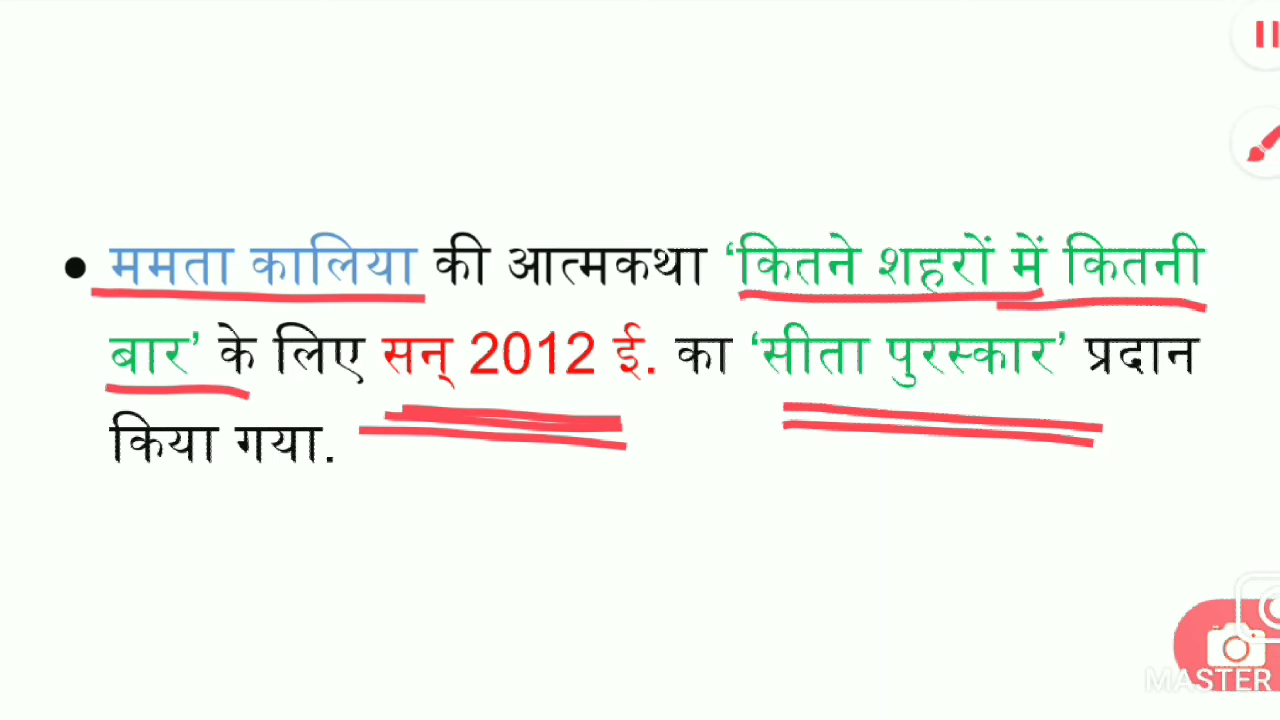 • ममता कालिया की आत्मकथा ‘कितने शहरों में कितनी
बार’ के लिए सन् 2012 ई. का ‘सीता पुरस्कार’ प्रदान
किया गया.
MASTER